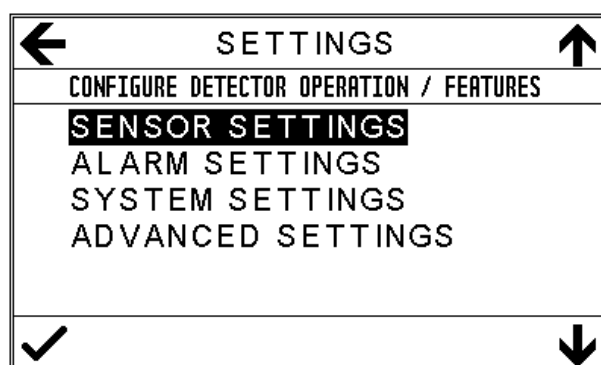 SETTINGS
CONFIGURE DETECTOR OPERATION / FEATURES
SENSOR SETTINGS
ALARM SETTINGS
SYSTEM SETTINGS
ADVANCED SETTINGS